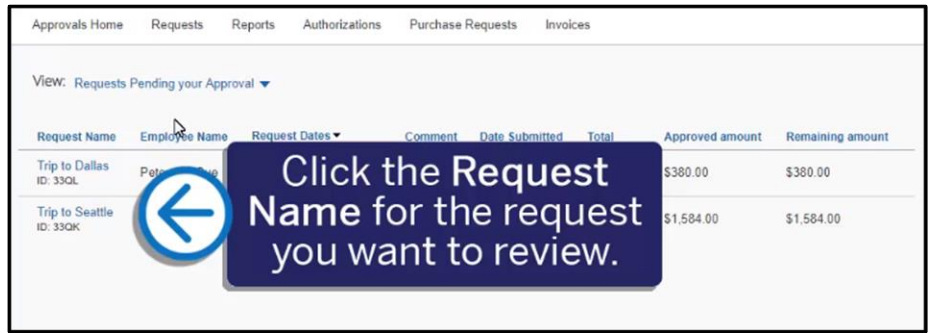 Approvals Home Requests Reports Authorizations Purchase Requests Invoices
View: Requests Pending your Approval
Request Name Employee Name Request Dates Comment Date Submitted Total Approved amount Remaining amount
Trip to Dallas $380.00 $380.00
ID: 33QL
Trip to Seattle $1,584.00 $1,584.00
ID: 33QK
Click the Request
Name for the request
you want to review.